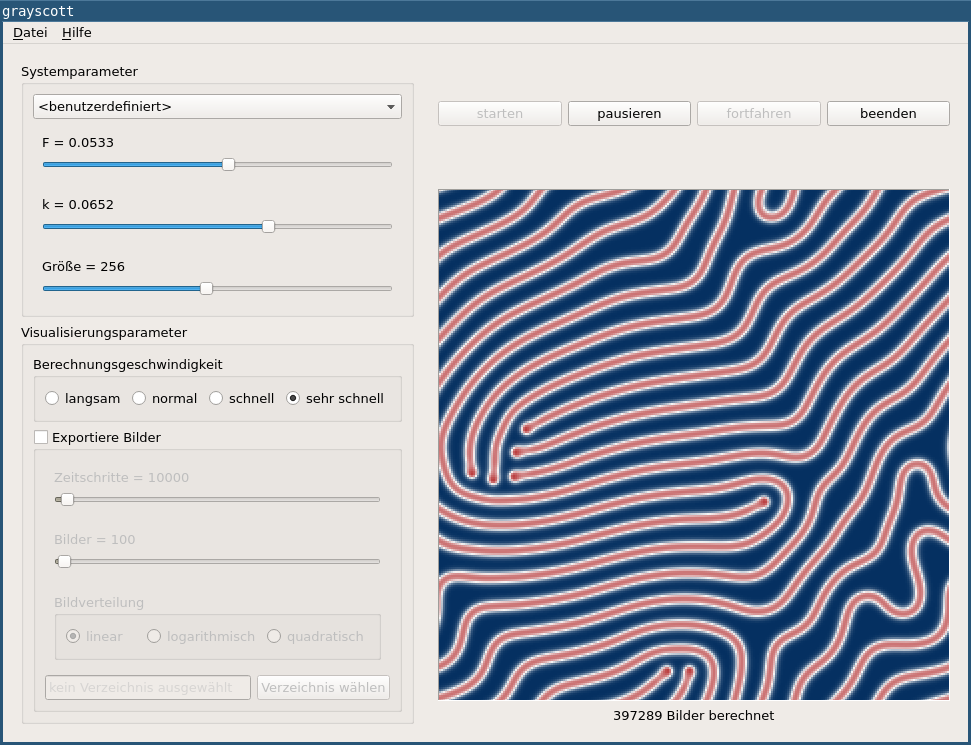 grayscott
Datei Hilfe
Systemparameter
<benutzerdefiniert>
F = 0.0533
k = 0.0652
Größe = 256
Visualisierungsparameter
Berechnungsgeschwindigkeit
langsam normal schnell sehr schnell
Exportiere Bilder
Zeitschritte = 10000
Bilder = 100
Bildverteilung
linear logarithmisch quadratisch
kein Verzeichnis ausgewählt Verzeichnis wählen
starten pausieren fortfahren beenden
397289 Bilder berechnet